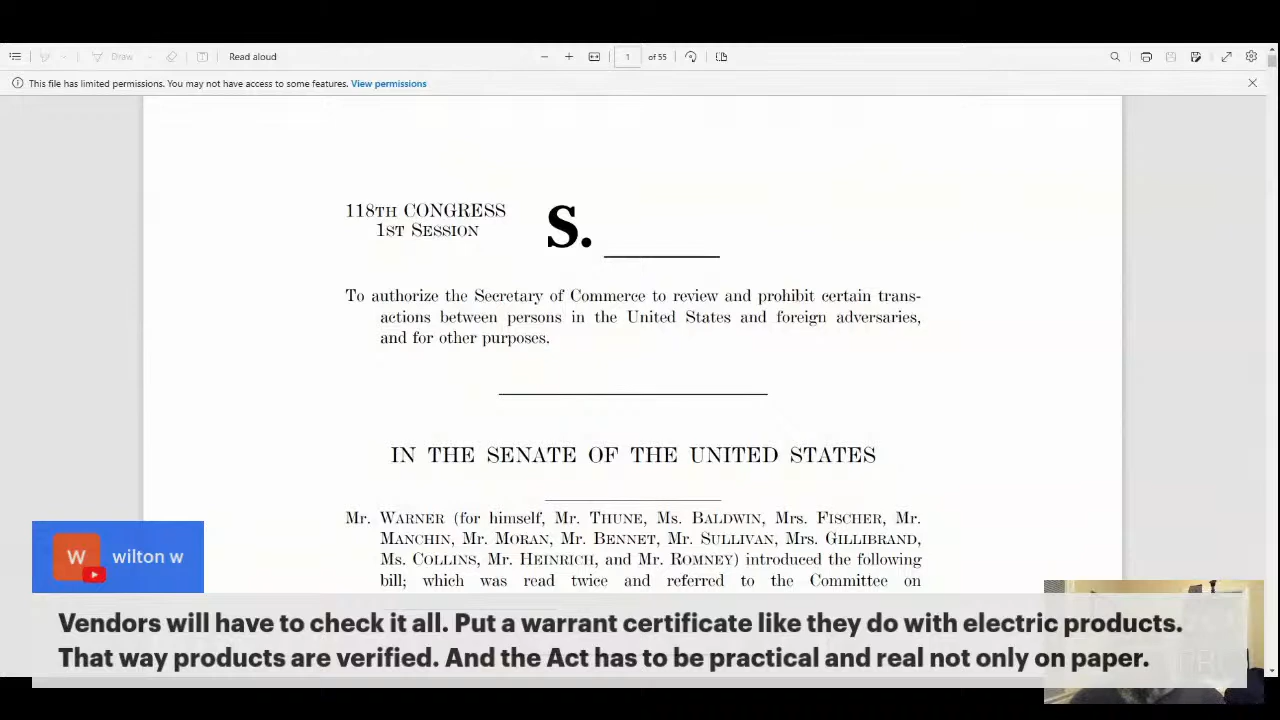 Draw
Read aloud
1
of 55
This file has limited permissions. You may not have access to some features. View permissions
118TH CONGRESS
1ST SESSION
S.
To authorize the Secretary of Commerce to review and prohibit certain trans-
actions between persons in the United States and foreign adversaries,
and for other purposes.
IN THE SENATE OF THE UNITED STATES
Mr. WARNER (for himself, Mr. THUNE, Ms. BALDWIN, Mrs. FISCHER, Mr.
MANCHIN, Mr. MORAN, Mr. BENNET, Mr. SULLIVAN, Mrs. GILLIBRAND,
Ms. COLLINS, Mr. HEINRICH, and Mr. ROMNEY) introduced the following
bill; which was read twice and referred to the Committee on
W
wilton w
Vendors will have to check it all. Put a warrant certificate like they do with electric products.
That way products are verified. And the Act has to be practical and real not only on paper.